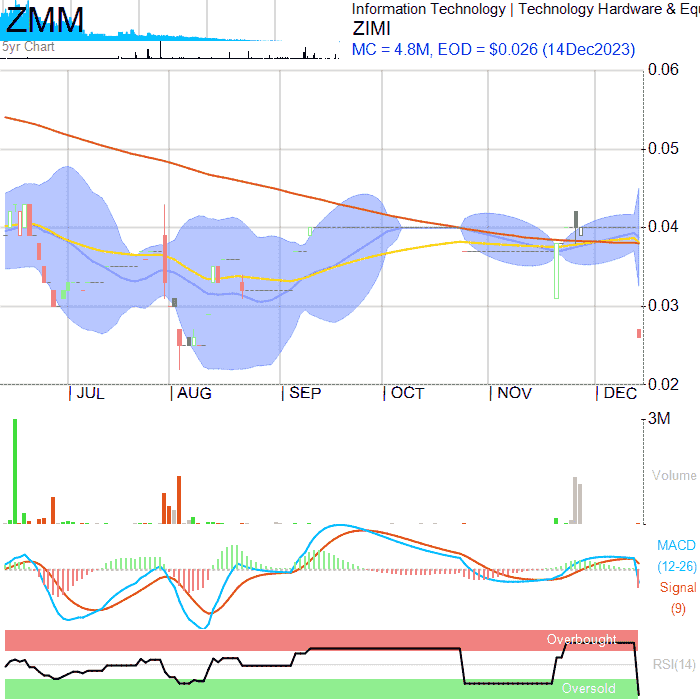 ZMM
5yr Chart
Information Technology | Technology Hardware & Equ
ZIMI
MC = 4.8M, EOD = $0.026 (14Dec2023)
0.06
0.05
0.04
0.03
0.02
JUL AUG SEP OCT NOV DEC
3M
Volume
MACD
(12-26)
Signal
(9)
Overbought
RSI(14)
Oversold